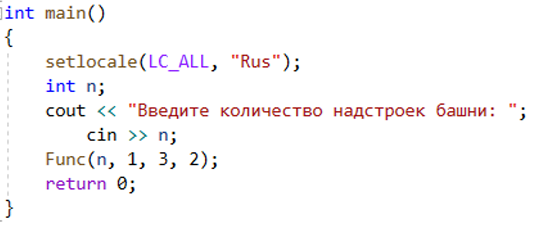 int main()
{
setlocale(LC_ALL, "Rus");
int n;
cout << "Введите количество надстроек башни: ";
cin >> n;
Func(n, 1, 3, 2);
return 0;
}